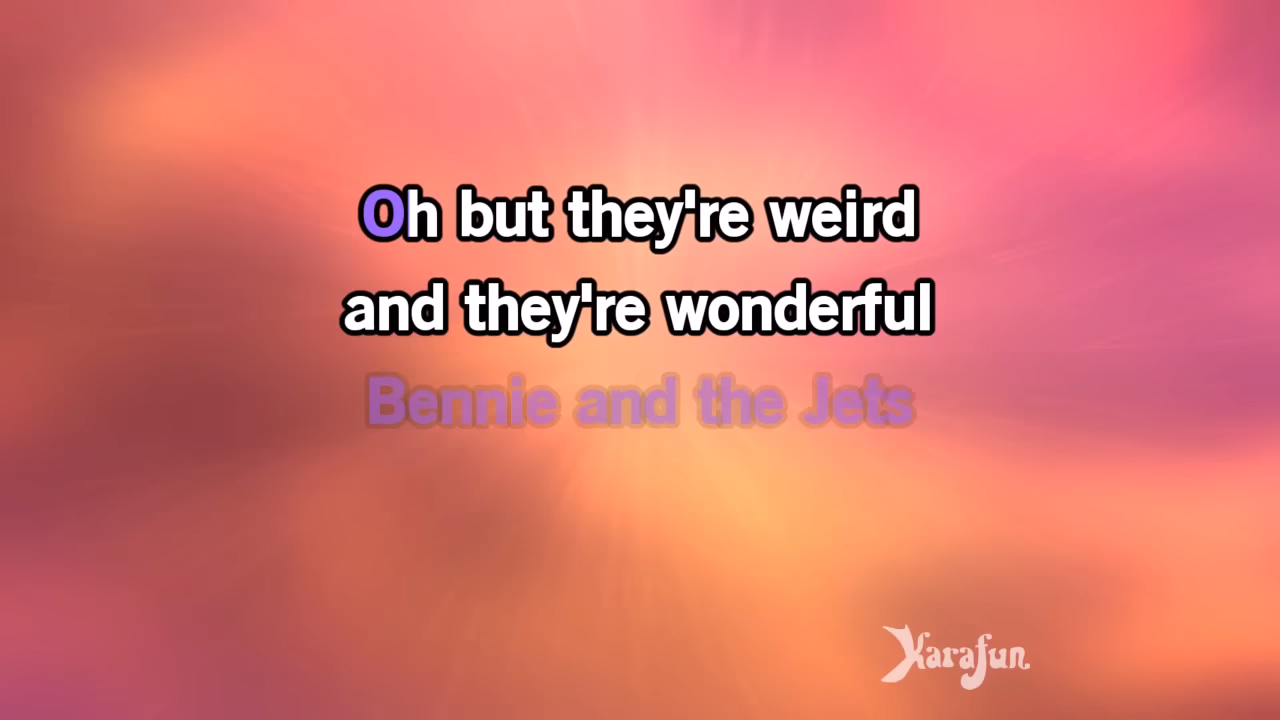 Oh but they're weird
and they're wonderful
Bennie and the Jets
Karafun